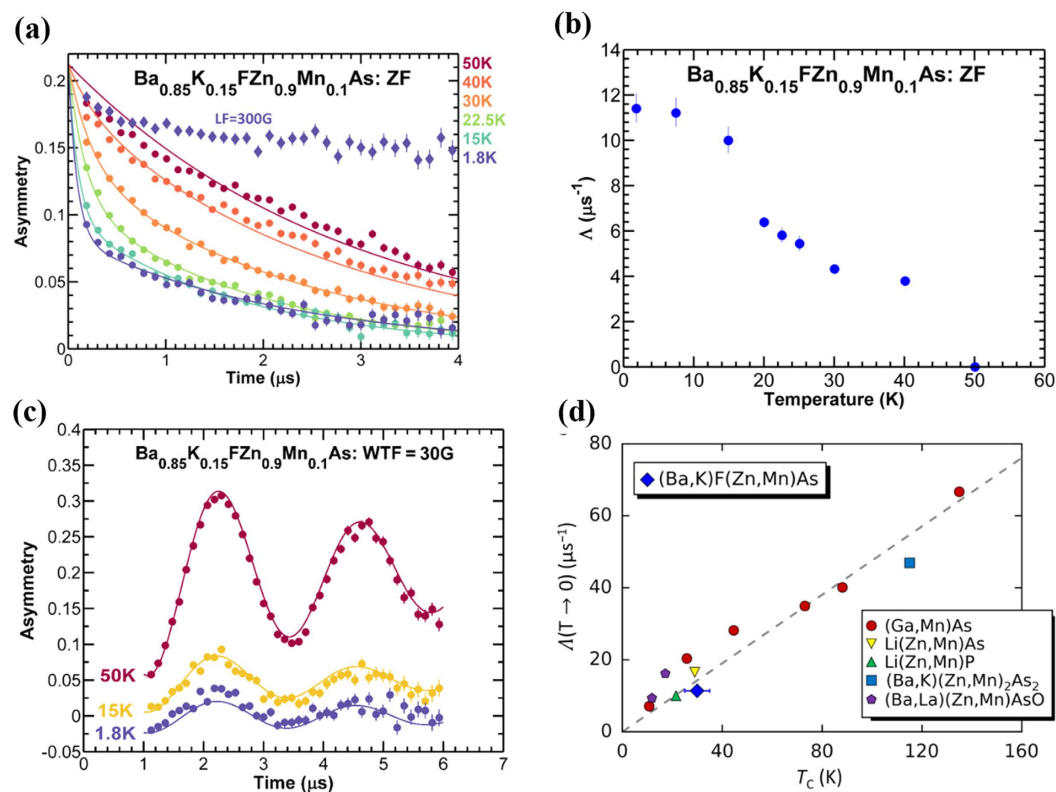 (a)
Ba0.85K0.15FZn0.9Mn0.1As: ZF
LF=300G
50K
40K
30K
22.5K
15K
1.8K
0.2
0.15
0.1
0.05
0
Asymmetry
0 1 2 3 4
Time (μs)
(b)
Ba0.85K0.15FZn0.9Mn0.1As: ZF
14
12
10
8
6
4
2
0
Λ (μs-1)
0 10 20 30 40 50 60
Temperature (K)
(c)
Ba0.85K0.15FZn0.9Mn0.1As: WTF = 30G
0.4
0.35
0.3
0.25
0.2
0.15
0.1
0.05
0
-0.05
Asymmetry
50K
15K
1.8K
0 1 2 3 4 5 6 7
Time (μs)
(d)
80
60
40
20
0
Λ(T → 0) (μs−1)
(Ba,K)F(Zn,Mn)As
(Ga,Mn)As
Li(Zn,Mn)As
Li(Zn,Mn)P
(Ba,K)(Zn,Mn)2As2
(Ba,La)(Zn,Mn)AsO
0 40 80 120 160
TC (K)